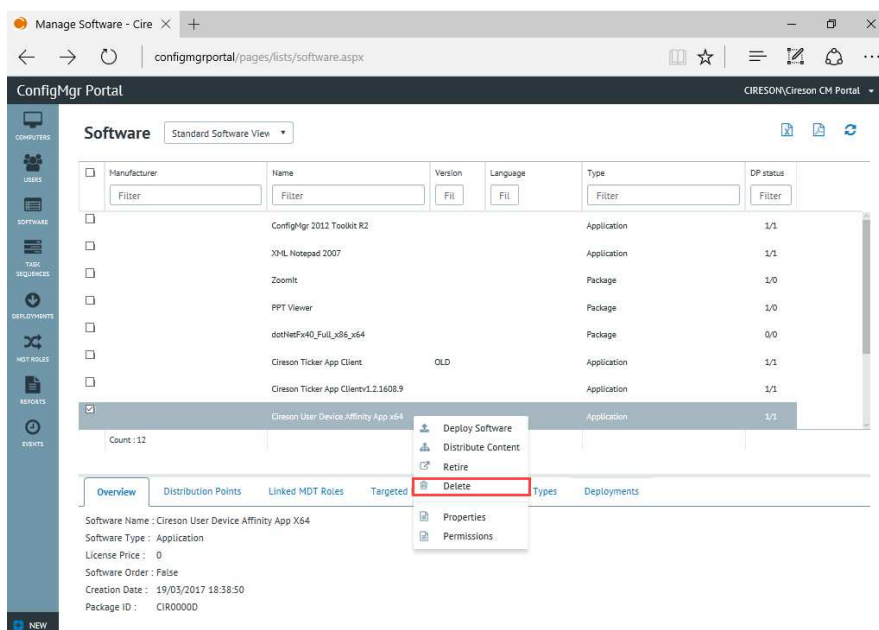 Manage Software - Cire
configmgrportal/pages/lists/software.aspx
ConfigMgr Portal
CIRESON\Cireson CM Portal
COMPUTERS
USERS
SOFTWARE
TASK SEQUENCES
DEPLOYMENTS
MDT ROLES
REPORTS
EVENTS
NEW
Software
Standard Software View
Manufacturer Name Version Language Type DP status
Filter Filter Fil Fil Filter Filter
ConfigMgr 2012 Toolkit R2 Application 1/1
XML Notepad 2007 Application 1/1
ZoomIt Package 1/0
PPT Viewer Package 1/0
dotNetFx40_Full_x86_x64 Package 0/0
Cireson Ticker App Client OLD Application 1/1
Cireson Ticker App Clientv1.2.1608.9 Application 1/1
Cireson User Device Affinity App x64 Application 1/1
Count : 12
Deploy Software
Distribute Content
Retire
Delete
Properties
Permissions
Overview Distribution Points Linked MDT Roles Targeted Types Deployments
Software Name : Cireson User Device Affinity App X64
Software Type : Application
License Price : 0
Software Order : False
Creation Date : 19/03/2017 18:38:50
Package ID : CIR0000D